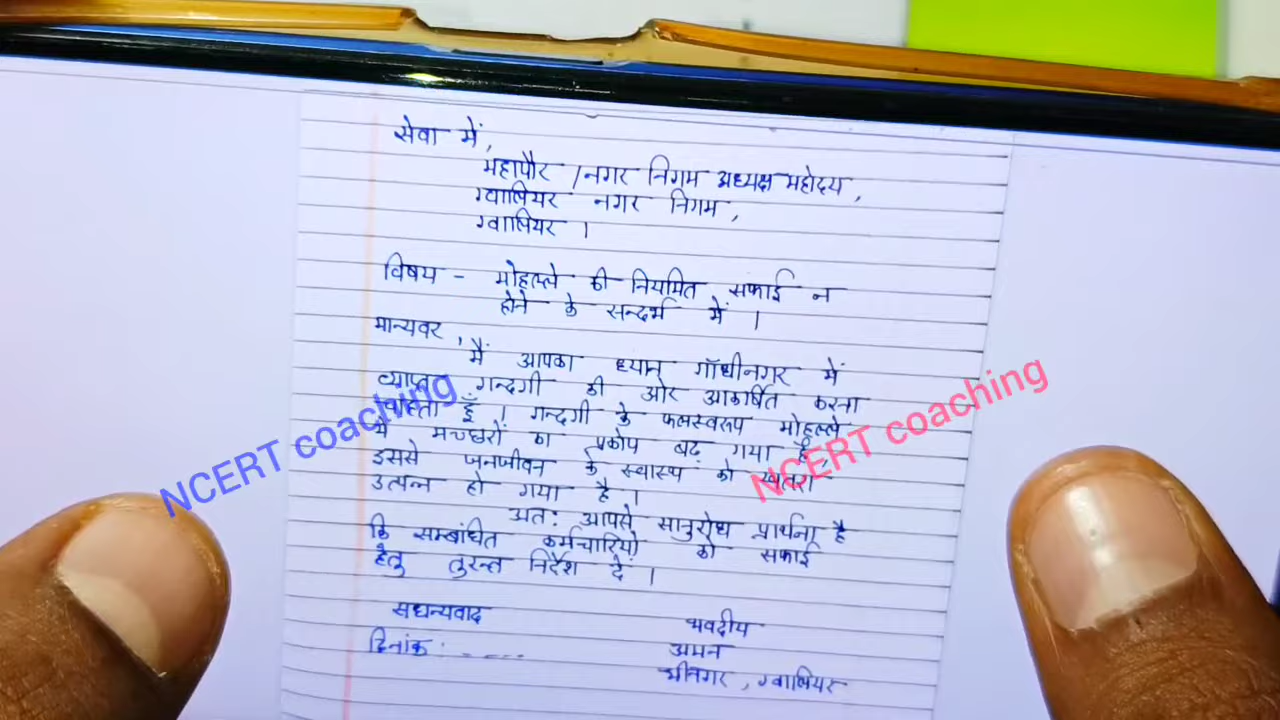 सेवा में,
महापौर / नगर निगम अध्यक्ष महोदय,
ग्वालियर नगर निगम,
ग्वालियर ।
विषय - मोहल्ले की नियमित सफाई न
होने के सन्दर्भ में ।
मान्यवर,
मैं आपका ध्यान गाँधीनगर में
व्याप्त गन्दगी की ओर आकर्षित करना
चाहता हूँ । गन्दगी के फलस्वरूप मोहल्ले
में मच्छरों का प्रकोप बढ़ गया है
इससे जनजीवन के स्वास्थ्य को खतरा
उत्पन्न हो गया है ।
अतः आपसे सानुरोध प्रार्थना है
कि सम्बंधित कर्मचारियो को सफाई
हेतु तुरन्त निर्देश दें ।
सधन्यवाद
भवदीय
दिनांक : - - - -
अमन
श्रीनगर, ग्वालियर
NCERT coaching
NCERT coaching